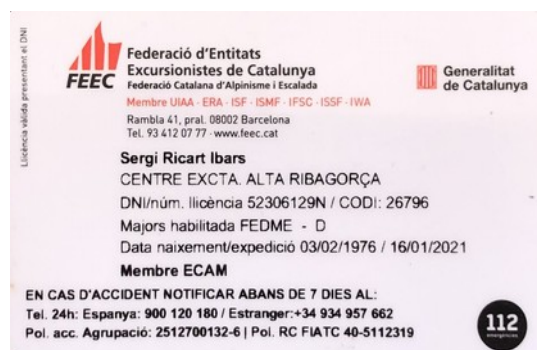 Llicència vàlida presentant el DNI
FEEC
Federació d'Entitats
Excursionistes de Catalunya
Federació Catalana d'Alpinisme i Escalada
Membre UIAA · ERA · ISF · ISMF · IFSC · ISSF · IWA
Rambla 41, pral. 08002 Barcelona
Tel. 93 412 07 77 · www.feec.cat
Generalitat
de Catalunya
Sergi Ricart Ibars
CENTRE EXCTA. ALTA RIBAGORÇA
DNI/núm. llicència 52306129N / CODI: 26796
Majors habilitada FEDME - D
Data naixement/expedició 03/02/1976 / 16/01/2021
Membre ECAM
EN CAS D'ACCIDENT NOTIFICAR ABANS DE 7 DIES AL:
Tel. 24h: Espanya: 900 120 180 / Estranger:+34 934 957 662
Pol. acc. Agrupació: 2512700132-6 | Pol. RC FIATC 40-5112319
112
emergències